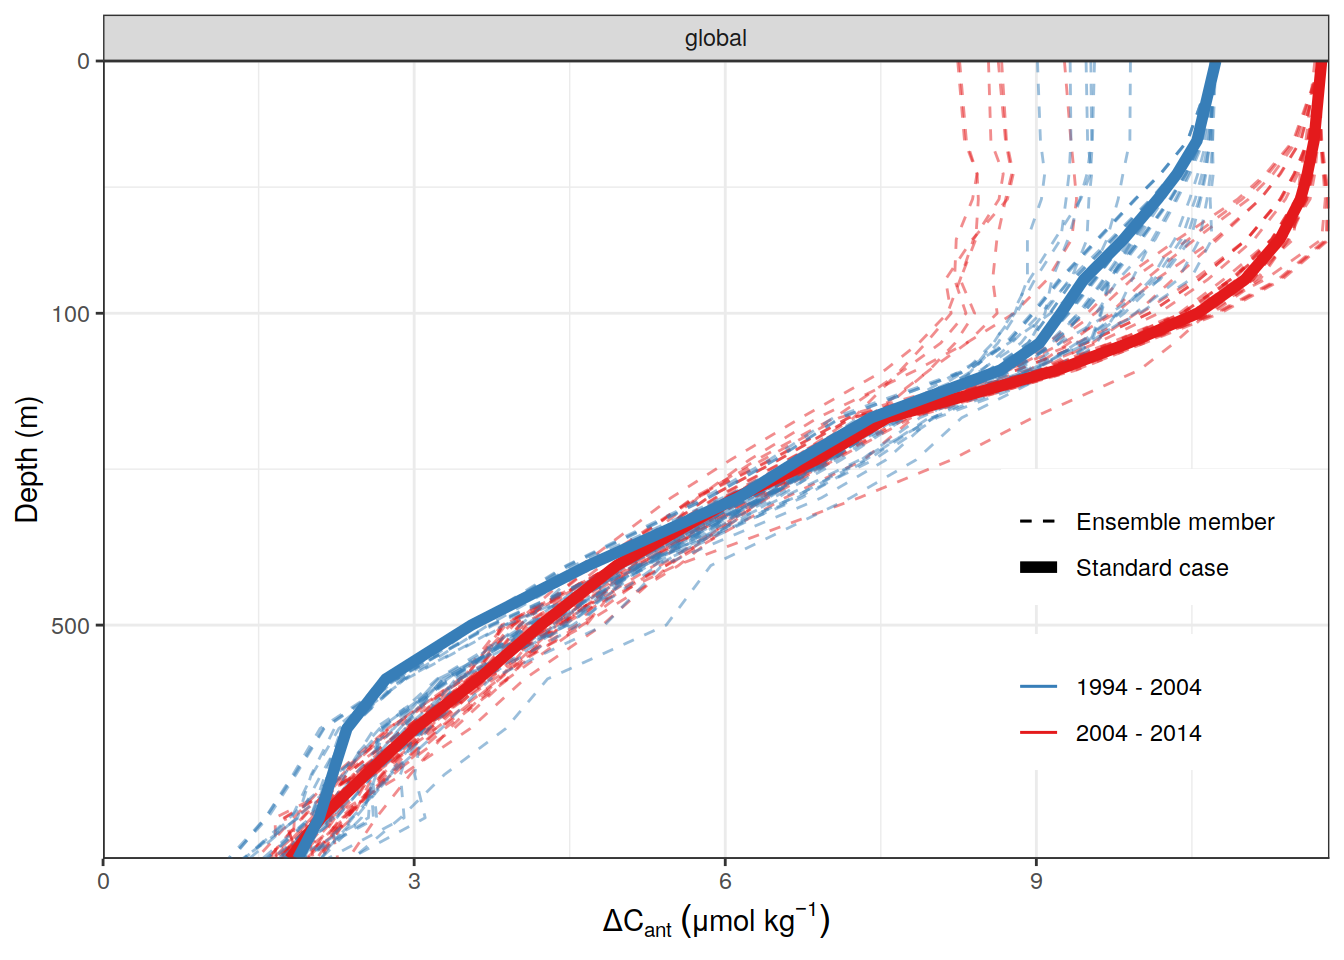 global
0
100
500
Depth (m)
Ensemble member
Standard case
1994 - 2004
2004 - 2014
0 3 6 9
ΔCant (μmol kg−1)